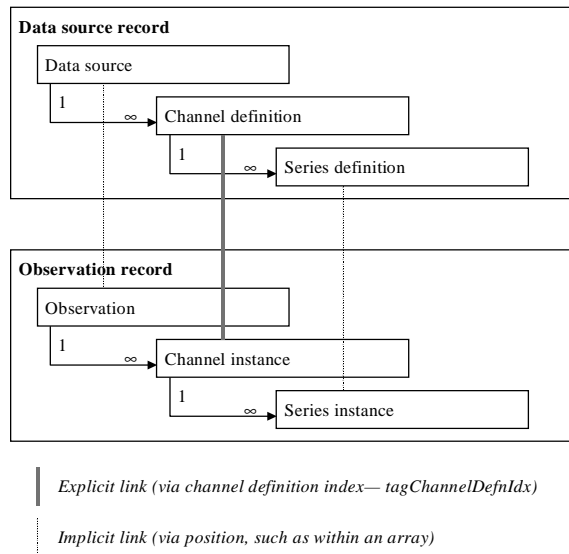 Data source record
Data source
1
∞
Channel definition
1
∞
Series definition
Observation record
Observation
1
∞
Channel instance
1
∞
Series instance
Explicit link (via channel definition index— tagChannelDefnIdx)
Implicit link (via position, such as within an array)